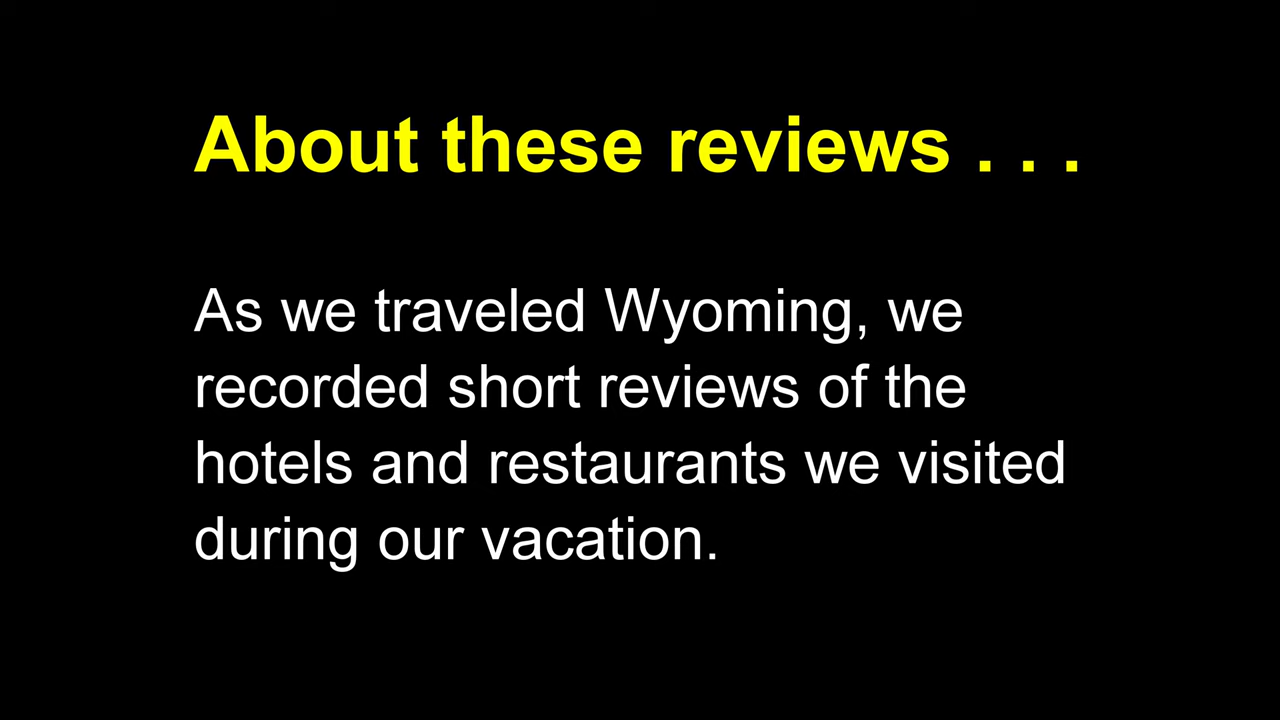 About these reviews . . .
As we traveled Wyoming, we
recorded short reviews of the
hotels and restaurants we visited
during our vacation.